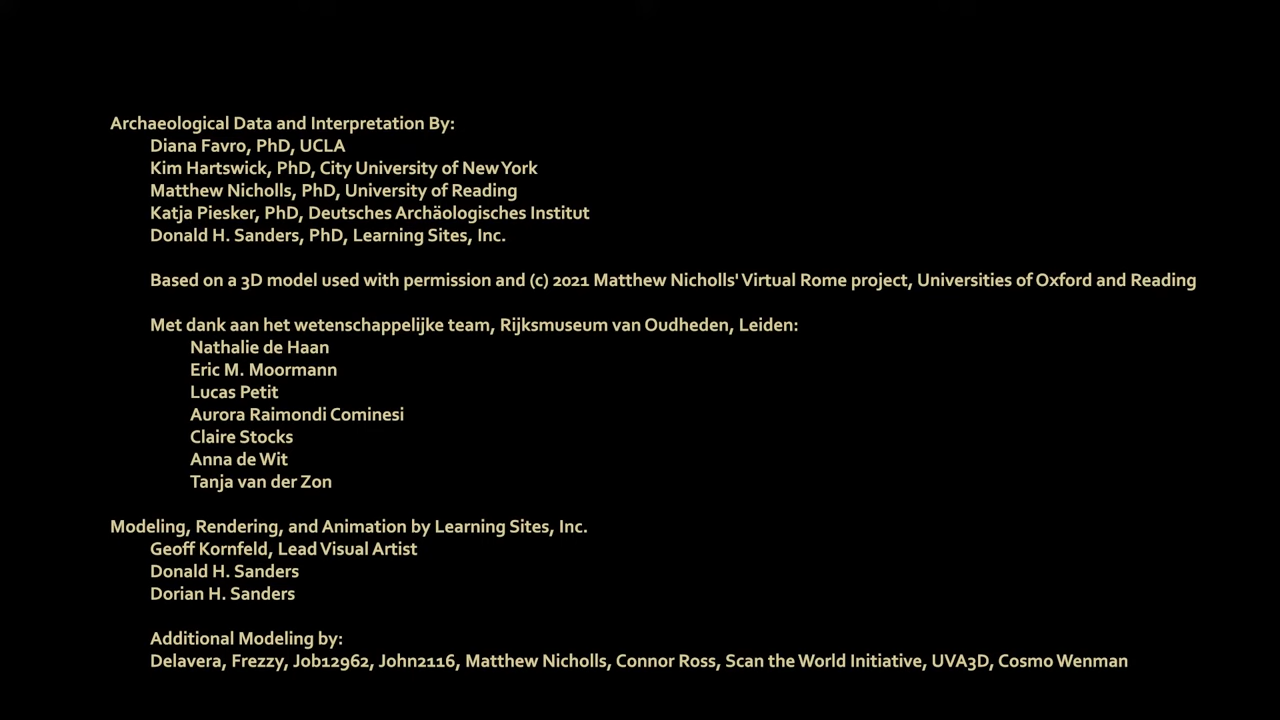 Archaeological Data and Interpretation By:
Diana Favro, PhD, UCLA
Kim Hartswick, PhD, City University of New York
Matthew Nicholls, PhD, University of Reading
Katja Piesker, PhD, Deutsches Archäologisches Institut
Donald H. Sanders, PhD, Learning Sites, Inc.
Based on a 3D model used with permission and (c) 2021 Matthew Nicholls' Virtual Rome project, Universities of Oxford and Reading
Met dank aan het wetenschappelijke team, Rijksmuseum van Oudheden, Leiden:
Nathalie de Haan
Eric M. Moormann
Lucas Petit
Aurora Raimondi Cominesi
Claire Stocks
Anna de Wit
Tanja van der Zon
Modeling, Rendering, and Animation by Learning Sites, Inc.
Geoff Kornfeld, Lead Visual Artist
Donald H. Sanders
Dorian H. Sanders
Additional Modeling by:
Delavera, Frezzy, Job12962, John2116, Matthew Nicholls, Connor Ross, Scan the World Initiative, UVA3D, Cosmo Wenman